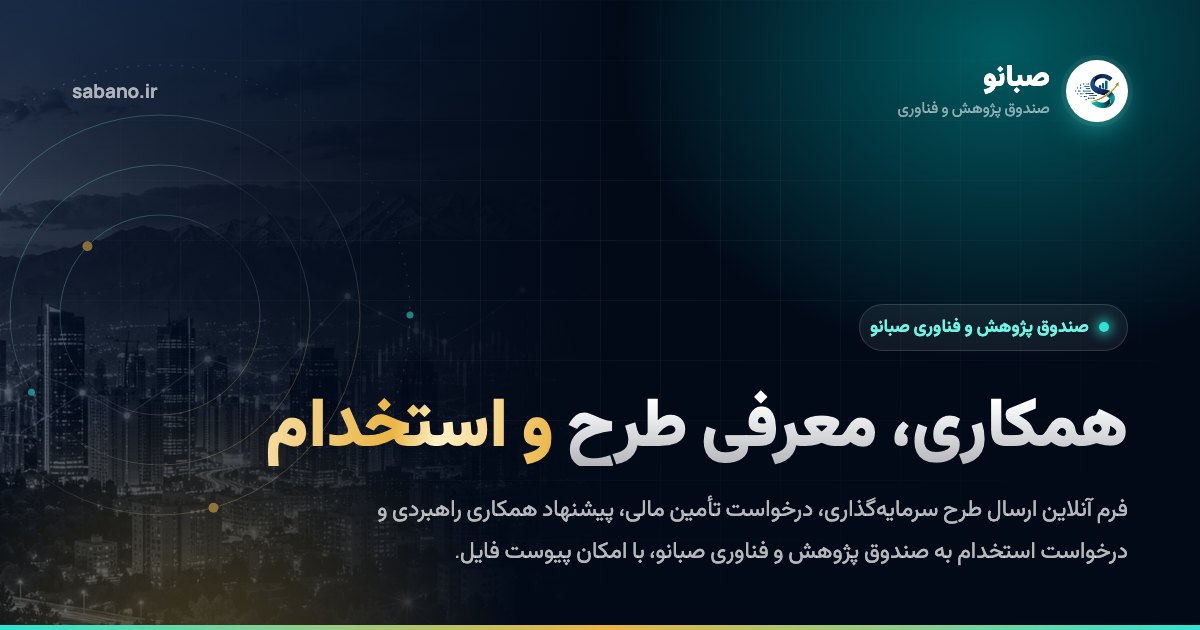 صبانو
صندوق پژوهش و فناوری
sabano.ir
صندوق پژوهش و فناوری صبانو
همکاری، معرفی طرح و استخدام
فرم آنلاین ارسال طرح سرمایه‌گذاری، درخواست تأمین مالی، پیشنهاد همکاری راهبردی و
درخواست استخدام به صندوق پژوهش و فناوری صبانو، با امکان پیوست فایل.